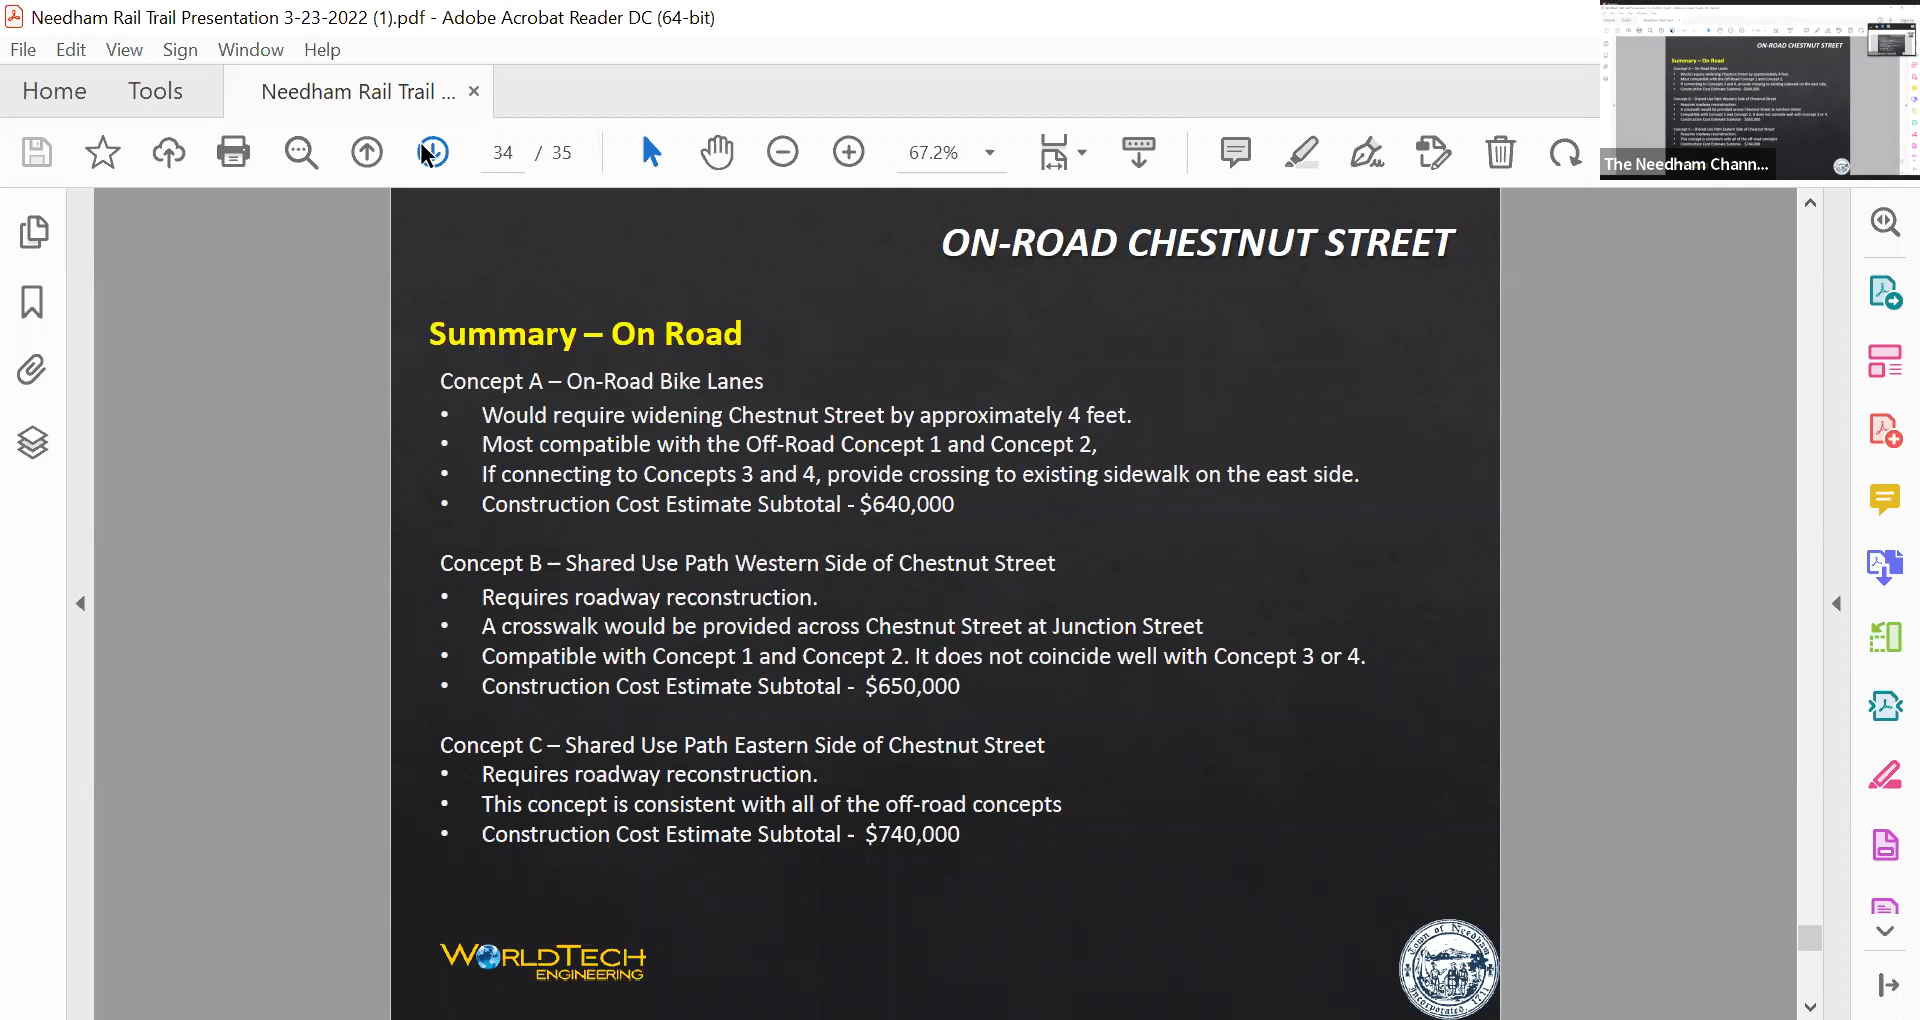 Needham Rail Trail Presentation 3-23-2022 (1).pdf - Adobe Acrobat Reader DC (64-bit)
File Edit View Sign Window Help
Home Tools Needham Rail Trail ... ×
34 / 35 67.2%
The Needham Chann...
ON-ROAD CHESTNUT STREET
Summary – On Road
Concept A – On-Road Bike Lanes
• Would require widening Chestnut Street by approximately 4 feet.
• Most compatible with the Off-Road Concept 1 and Concept 2,
• If connecting to Concepts 3 and 4, provide crossing to existing sidewalk on the east side.
• Construction Cost Estimate Subtotal - $640,000
Concept B – Shared Use Path Western Side of Chestnut Street
• Requires roadway reconstruction.
• A crosswalk would be provided across Chestnut Street at Junction Street
• Compatible with Concept 1 and Concept 2. It does not coincide well with Concept 3 or 4.
• Construction Cost Estimate Subtotal - $650,000
Concept C – Shared Use Path Eastern Side of Chestnut Street
• Requires roadway reconstruction.
• This concept is consistent with all of the off-road concepts
• Construction Cost Estimate Subtotal - $740,000
WORLDTECH
ENGINEERING
Town of Needham
Incorporated 1711